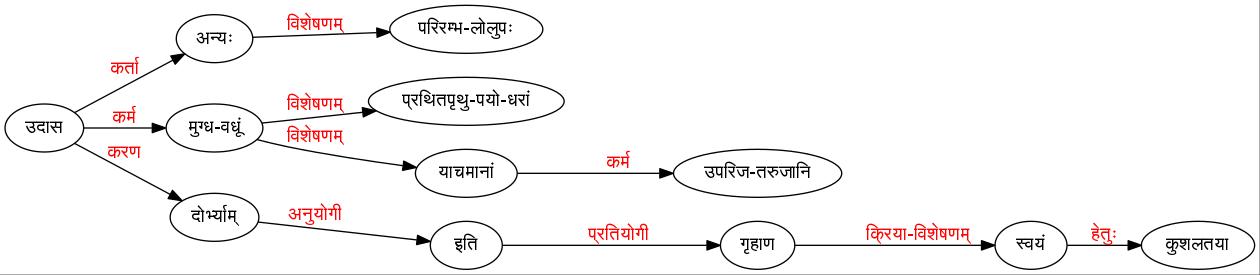 अन्यः
विशेषणम्
परिरम्भ-लोलुपः
कर्ता
उदास
कर्म
मुग्ध-वधूं
विशेषणम्
प्रथितपृथु-पयो-धरां
विशेषणम्
याचमानां
कर्म
उपरिज-तरुजानि
करण
दोर्भ्याम्
अनुयोगी
इति
प्रतियोगी
गृहाण
क्रिया-विशेषणम्
स्वयं
हेतुः
कुशलतया